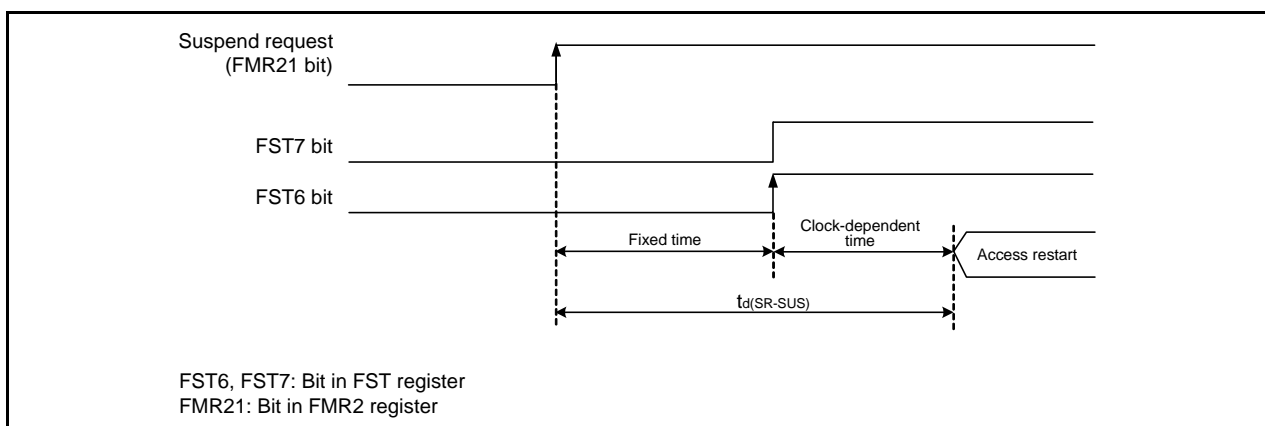 Suspend request
(FMR21 bit)
FST7 bit
FST6 bit
Fixed time
Clock-dependent
time
Access restart
td(SR-SUS)
FST6, FST7: Bit in FST register
FMR21: Bit in FMR2 register